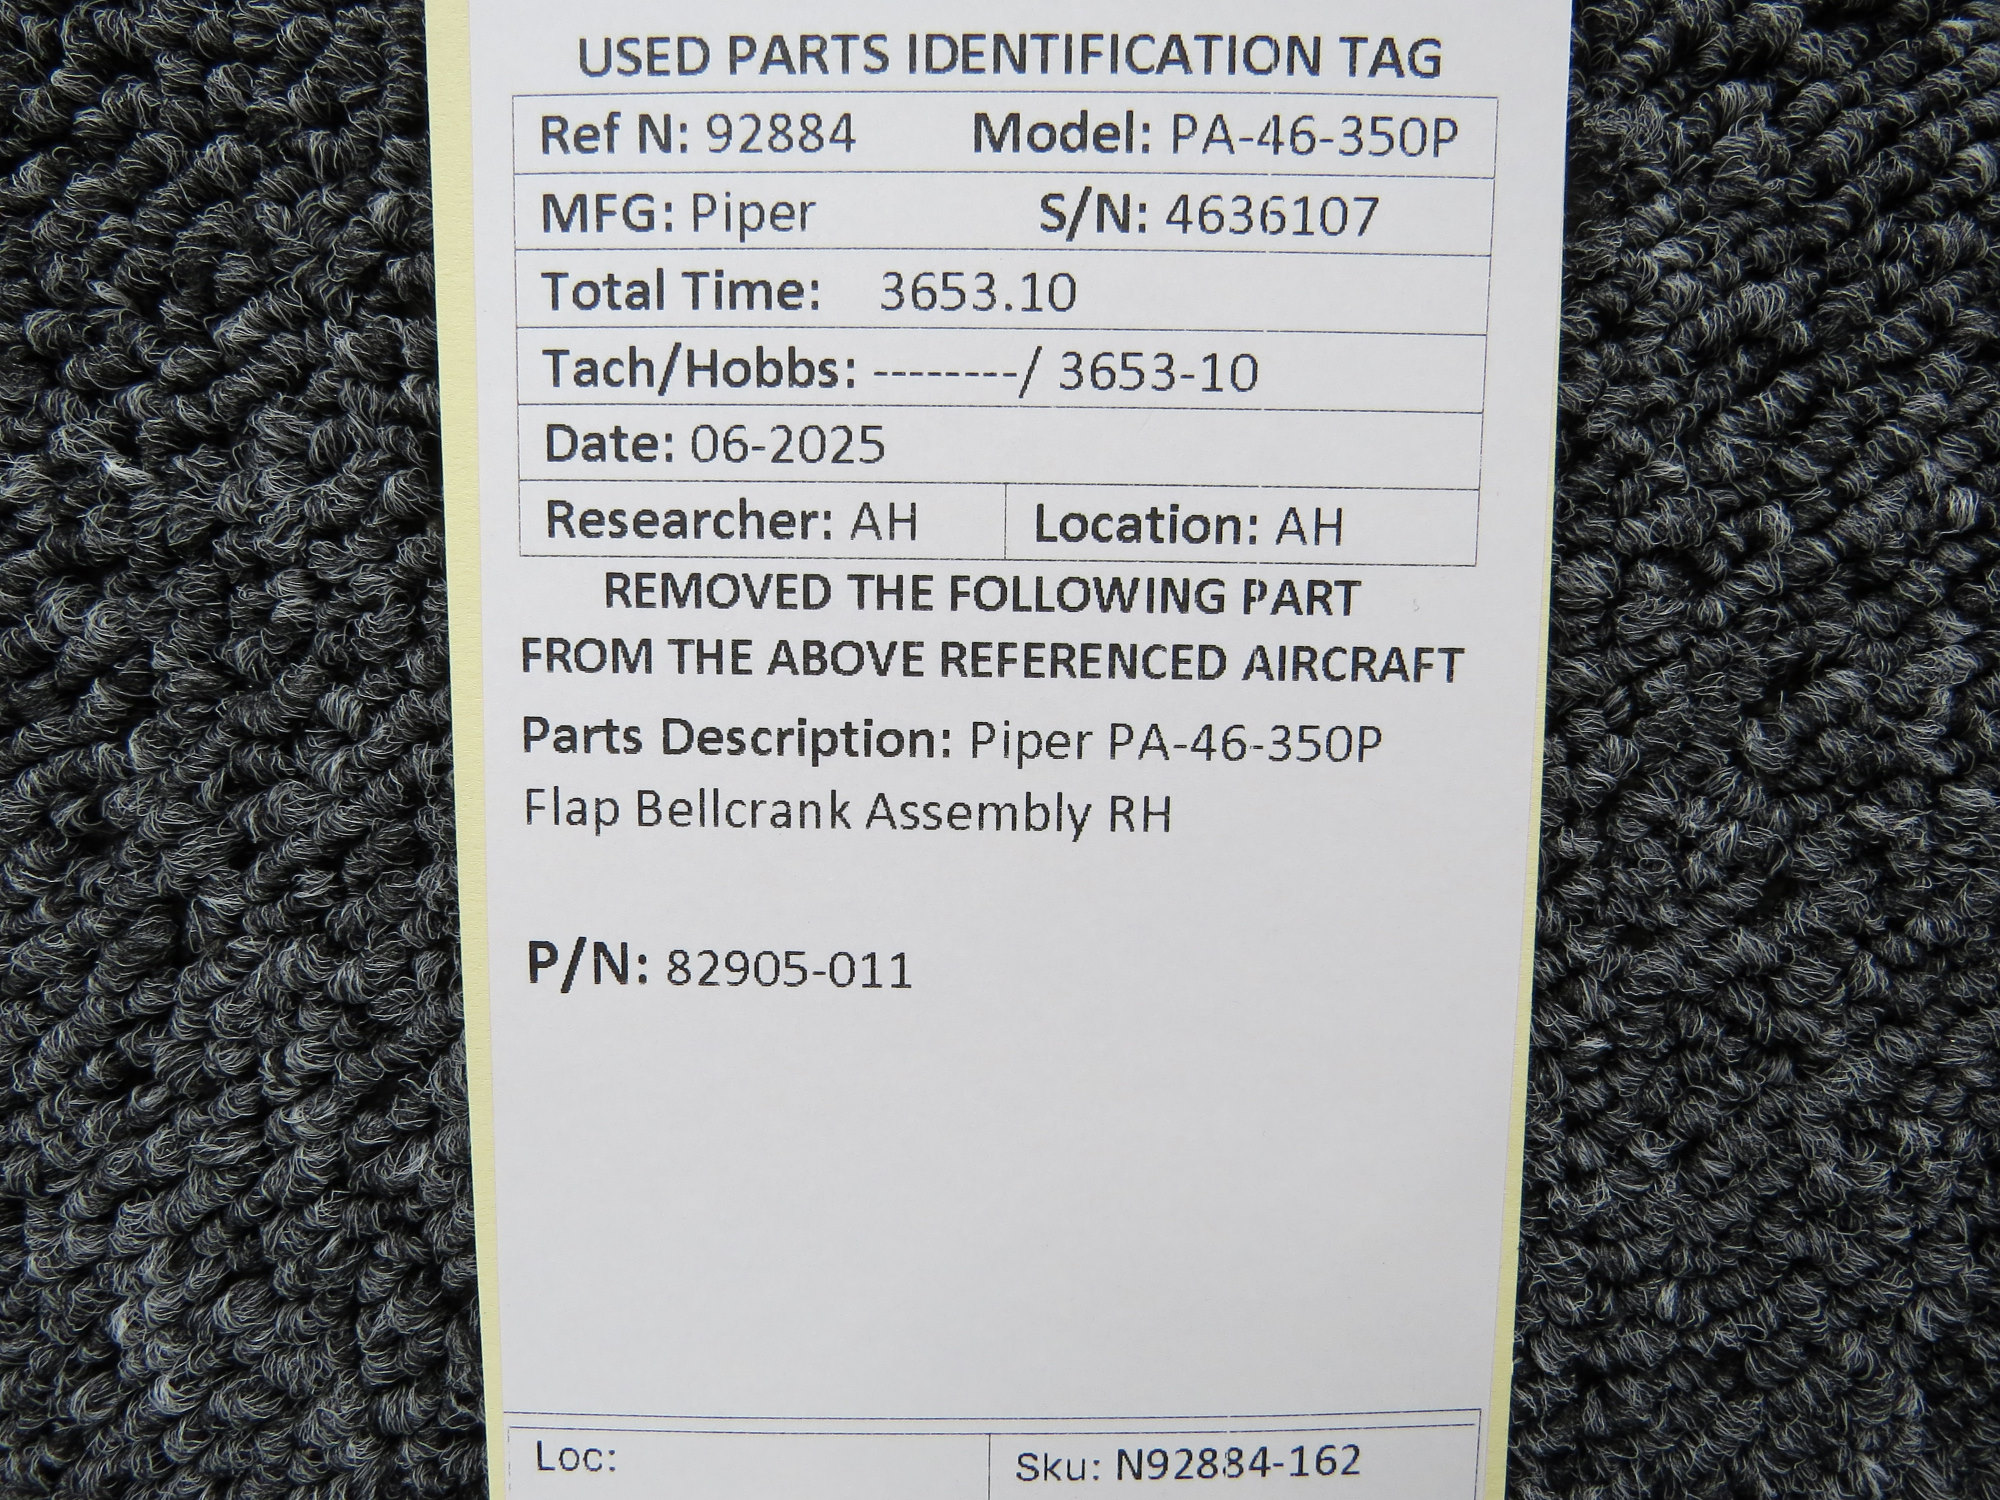 USED PARTS IDENTIFICATION TAG
Ref N: 92884 Model: PA-46-350P
MFG: Piper S/N: 4636107
Total Time: 3653.10
Tach/Hobbs: --------/ 3653-10
Date: 06-2025
Researcher: AH Location: AH
REMOVED THE FOLLOWING PART
FROM THE ABOVE REFERENCED AIRCRAFT
Parts Description: Piper PA-46-350P
Flap Bellcrank Assembly RH
P/N: 82905-011
Loc: Sku: N92884-162